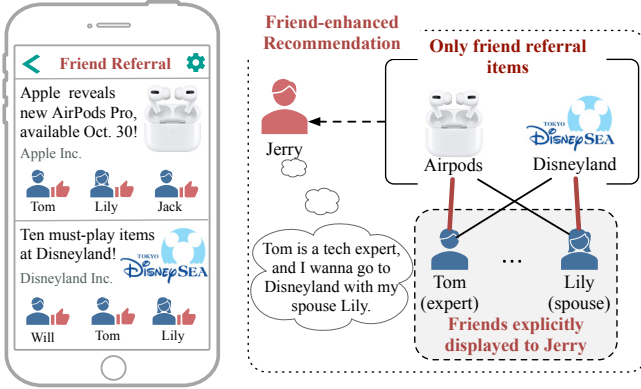 Friend Referral
Apple reveals
new AirPods Pro,
available Oct. 30!
Apple Inc.
Tom
Lily
Jack
Ten must-play items
at Disneyland!
TOKYO
DISNEYSEA
Disneyland Inc.
Will
Tom
Lily
Friend-enhanced
Recommendation
Only friend referral
items
Jerry
TOKYO
DISNEYSEA
Airpods
Disneyland
Tom is a tech expert,
and I wanna go to
Disneyland with my
spouse Lily.
...
Tom
(expert)
Lily
(spouse)
Friends explicitly
displayed to Jerry